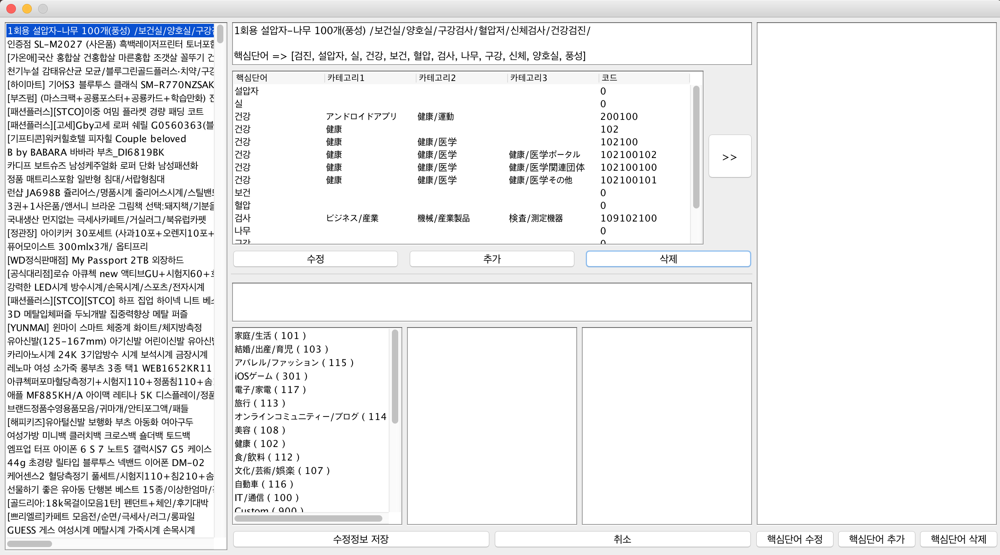 1회용 설압자-나무 100개(풍성) /보건실/양호실/구강
인증점 SL-M2027 (사은품) 흑백레이저프린터 토너포함
[가온애]국산 홍합살 건홍합살 마른홍합 조갯살 꼴뚜기 건
천기누설 감태유산균 모균/블루그린골드플러스·치약/구강
[하이마트] 기어S3 블루투스 클래식 SM-R770NZSAK
[부즈펌] (마스크팩+공룡포스터+공룡카드+학습만화)
[패션플러스][STCO]이중 여밈 플라켓 경량 패딩 코트
[패션플러스][고세]Gby고세 로퍼 쉐릴 G0560363(블
[기프티콘]워커힐호텔 피자힐 Couple beloved
B by BABARA 바바라 부츠_DI6819BK
카디프 보트슈즈 남성케주얼화 로퍼 단화 남성패션화
정품 매트리스포함 일반형 침대/서랍형침대
런샵 JA698B 쥴리어스/명품시계 줄리어스시계/스틸밴드
3권+1사은품/앤서니 브라운 그림책 선택:돼지책/기분을
국내생산 먼지없는 극세사카페트/거실러그/북유럽카펫
[정관장] 아이키커 30포세트 (사과10포+오렌지10포+
퓨어모이스트 300mlx3개/ 옵티프리
[WD정식판매점] My Passport 2TB 외장하드
[공식대리점]로슈 아큐첵 new 액티브GU+시험지60+
강력한 LED시계 방수시계/손목시계/스포츠/전자시계
[패션플러스][STCO][STCO] 하프 집업 하이넥 니트 베스
3D 메탈입체퍼즐 두뇌개발 집중력향상 메탈 퍼즐
[YUNMAI] 윈마이 스마트 체중계 화이트/체지방측정
유아신발(125-167mm) 아기신발 어린이신발 유아신발
카리아노시계 24K 3기압방수 시계 보석시계 금장시계
레노마 여성 소가죽 롱부츠 3종 택1 WEB1652KR11
아큐첵퍼포마혈당측정기+시험지110+정품침110+솜
애플 MF885KH/A 아이맥 레티나 5K 디스플레이/정품
브랜드정품수영용품모음/귀마개/안티포그액/패들
[해피키즈]유아털신발 보행화 부츠 아동화 여아구두
여성가방 미니백 클러치백 크로스백 숄더백 토드백
엠프업 터프 아이폰 6 S 7 노트5 갤럭시S7 G5 케이스
44g 초경량 릴타입 블루투스 넥밴드 이어폰 DM-02
케어센스2 혈당측정기 풀세트/시험지110+침210+솜
선물하기 좋은 유아동 단행본 베스트 15종/이상한엄마/
[골드리아:18k목걸이모음1탄] 펜던트+체인/후기대박
[쁘리엘르]카페트 모음전/순면/극세사/러그/롱파일
GUESS 게스 여성시계 메탈시계 가죽시계 손목시계
1회용 설압자-나무 100개(풍성) /보건실/양호실/구강검사/혈압저/신체검사/건강검진/
핵심단어 => [검진, 설압자, 실, 건강, 보건, 혈압, 검사, 나무, 구강, 신체, 양호실, 풍성]
핵심단어 카테고리1 카테고리2 카테고리3 코드
설압자 0
실 0
건강 アンドロイドアプリ 健康/運動 200100
건강 健康 102
건강 健康 健康/医学 102100
건강 健康 健康/医学 健康/医学ポータル 102100102
건강 健康 健康/医学 健康/医学関連団体 102100100
건강 健康 健康/医学 健康/医学その他 102100101
보건 0
혈압 0
검사 ビジネス/産業 機械/産業製品 検査/測定機器 109102100
나무 0
구강 0
>>
수정 추가 삭제
家庭/生活 ( 101 )
結婚/出産/育児 ( 103 )
アパレル/ファッション ( 115 )
iOSゲーム ( 301 )
電子/家電 ( 117 )
旅行 ( 113 )
オンラインコミュニティー/ブログ ( 114
美容 ( 108 )
健康 ( 102 )
食/飲料 ( 112 )
文化/芸術/娯楽 ( 107 )
自動車 ( 116 )
IT/通信 ( 100 )
Custom ( 900 )
수정정보 저장 취소 핵심단어 수정 핵심단어 추가 핵심단어 삭제